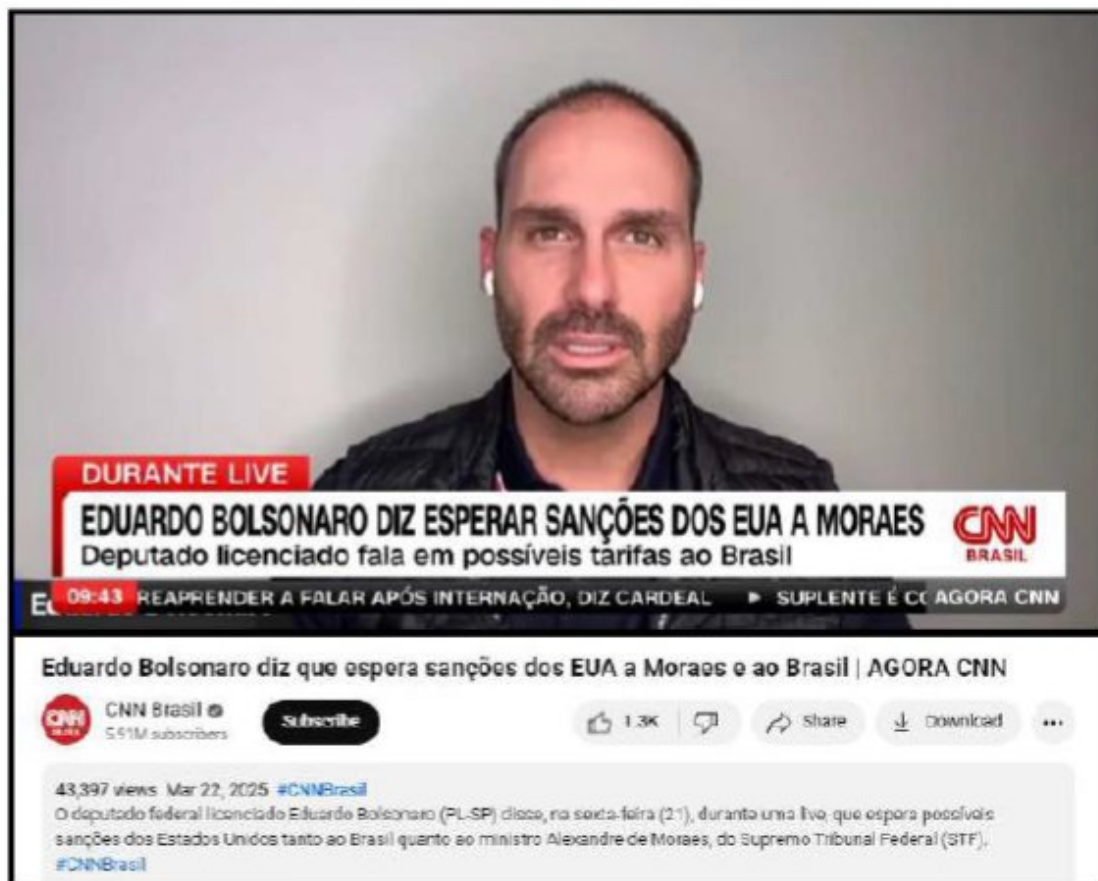 DURANTE LIVE
EDUARDO BOLSONARO DIZ ESPERAR SANÇÕES DOS EUA A MORAES
Deputado licenciado fala em possíveis tarifas ao Brasil
CNN
BRASIL
09:43 REAPRENDER A FALAR APÓS INTERNAÇÃO, DIZ CARDEAL ▶ SUPLENTE É AGORA CNN
Eduardo Bolsonaro diz que espera sanções dos EUA a Moraes e ao Brasil | AGORA CNN
CNN Brasil
5.91M subscribers
Subscribe
1.3K
Share
Download
43,397 views Mar 22, 2025 #CNNBrasil
O deputado federal licenciado Eduardo Bolsonaro (PL-SP) disse, na sexta-feira (21), durante uma live, que espera possíveis
sanções dos Estados Unidos tanto ao Brasil quanto ao ministro Alexandre de Moraes, do Supremo Tribunal Federal (STF).
#CNNBrasil